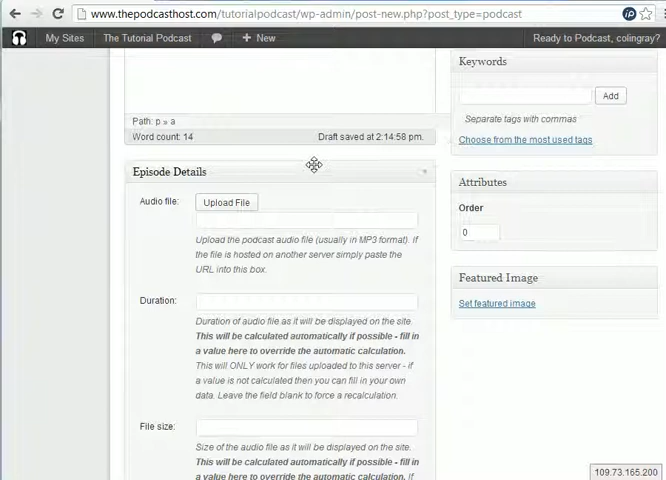 www.thepodcasthost.com/tutorialpodcast/wp-admin/post-new.php?post_type=podcast
My Sites The Tutorial Podcast + New Ready to Podcast, colingray?
Path: p » a
Word count: 14 Draft saved at 2:14:58 pm.
Episode Details
Audio file: Upload File
Upload the podcast audio file (usually in MP3 format). If
the file is hosted on another server simply paste the
URL into this box.
Duration:
Duration of audio file as it will be displayed on the site.
This will be calculated automatically if possible - fill in
a value here to override the automatic calculation.
This will ONLY work for files uploaded to this server - if
a value is not calculated then you can fill in your own
data. Leave the field blank to force a recalculation.
File size:
Size of the audio file as it will be displayed on the site.
This will be calculated automatically if possible - fill in
a value here to override the automatic calculation. If
Keywords
Add
Separate tags with commas
Choose from the most used tags
Attributes
Order
0
Featured Image
Set featured image
109.73.165.200